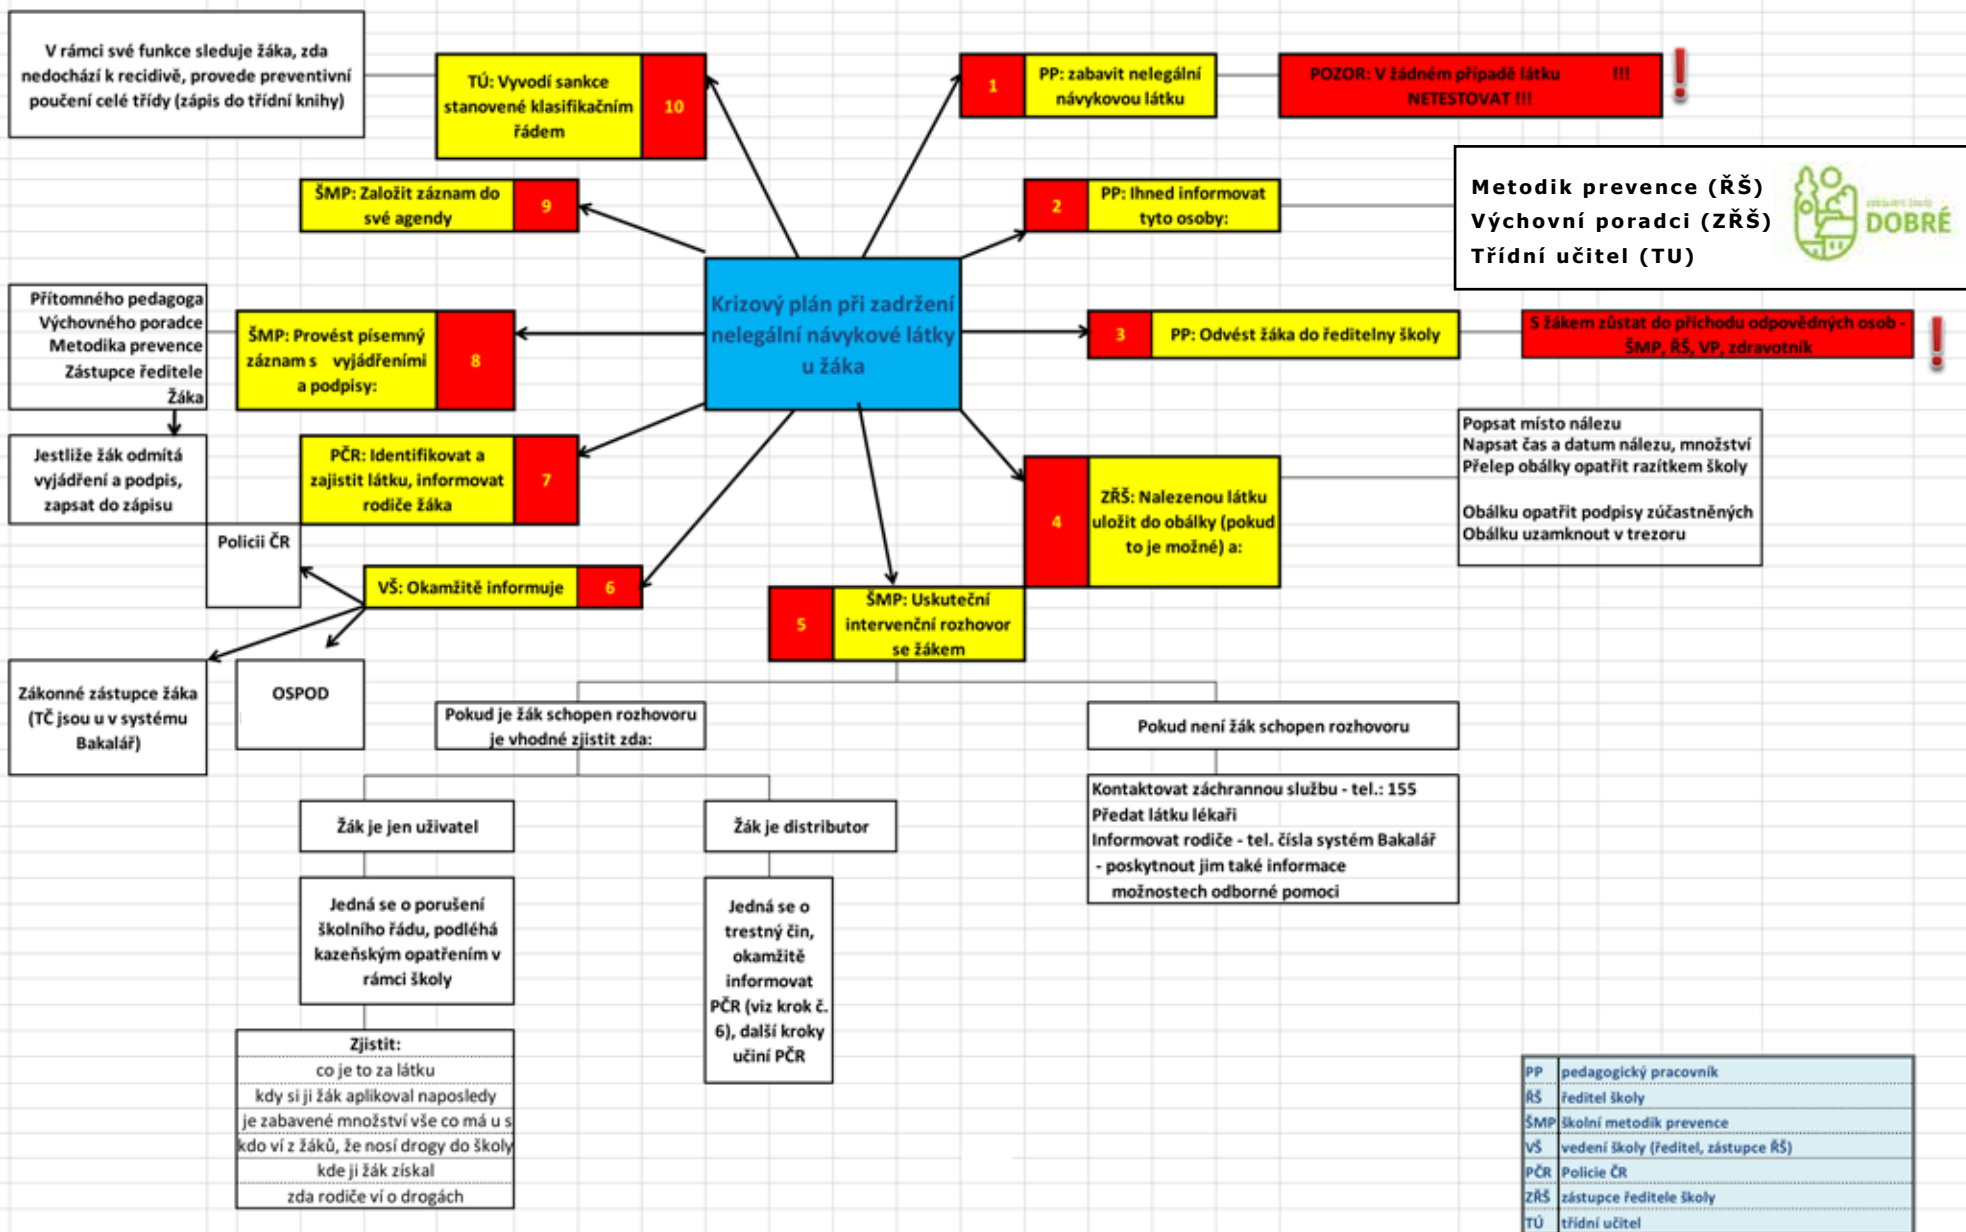 Krizový plán při zadržení
nelegální návykové látky
u žáka
1
PP: zabavit nelegální
návykovou látku
POZOR: V žádném případě látku !!!
NETESTOVAT !!!
2
PP: Ihned informovat
tyto osoby:
Metodik prevence (ŘŠ)
Výchovní poradci (ZŘŠ)
Třídní učitel (TU)
DOBRÉ
3
PP: Odvést žáka do ředitelny školy
S žákem zůstat do příchodu odpovědných osob -
ŠMP, ŘŠ, VP, zdravotník
4
ZŘŠ: Nalezenou látku
uložit do obálky (pokud
to je možné) a:
Popsat místo nálezu
Napsat čas a datum nálezu, množství
Přelep obálky opatřit razítkem školy
Obálku opatřit podpisy zúčastněných
Obálku uzamknout v trezoru
5
ŠMP: Uskuteční
intervenční rozhovor
se žákem
Pokud je žák schopen rozhovoru
je vhodné zjistit zda:
Žák je jen uživatel
Jedná se o porušení
školního řádu, podléhá
kazeňským opatřením v
rámci školy
Zjistit:
co je to za látku
kdy si ji žák aplikoval naposledy
je zabavené množství vše co má u s
kdo ví z žáků, že nosí drogy do školy
kde ji žák získal
zda rodiče ví o drogách
Žák je distributor
Jedná se o
trestný čin,
okamžitě
informovat
PČR (viz krok č.
6), další kroky
učiní PČR
Pokud není žák schopen rozhovoru
Kontaktovat záchrannou službu - tel.: 155
Předat látku lékaři
Informovat rodiče - tel. čísla systém Bakalář
- poskytnout jim také informace
možnostech odborné pomoci
6
VŠ: Okamžitě informuje
Policii ČR
OSPOD
Zákonné zástupce žáka
(TČ jsou u v systému
Bakalář)
7
PČR: Identifikovat a
zajistit látku, informovat
rodiče žáka
8
ŠMP: Provést písemný
záznam s vyjádřeními
a podpisy:
Přítomného pedagoga
Výchovného poradce
Metodika prevence
Zástupce ředitele
Žáka
Jestliže žák odmítá
vyjádření a podpis,
zapsat do zápisu
9
ŠMP: Založit záznam do
své agendy
10
TÚ: Vyvodí sankce
stanovené klasifikačním
řádem
V rámci své funkce sleduje žáka, zda
nedochází k recidivě, provede preventivní
poučení celé třídy (zápis do třídní knihy)
PP pedagogický pracovník
ŘŠ ředitel školy
ŠMP školní metodik prevence
VŠ vedení školy (ředitel, zástupce ŘŠ)
PČR Policie ČR
ZŘŠ zástupce ředitele školy
TÚ třídní učitel